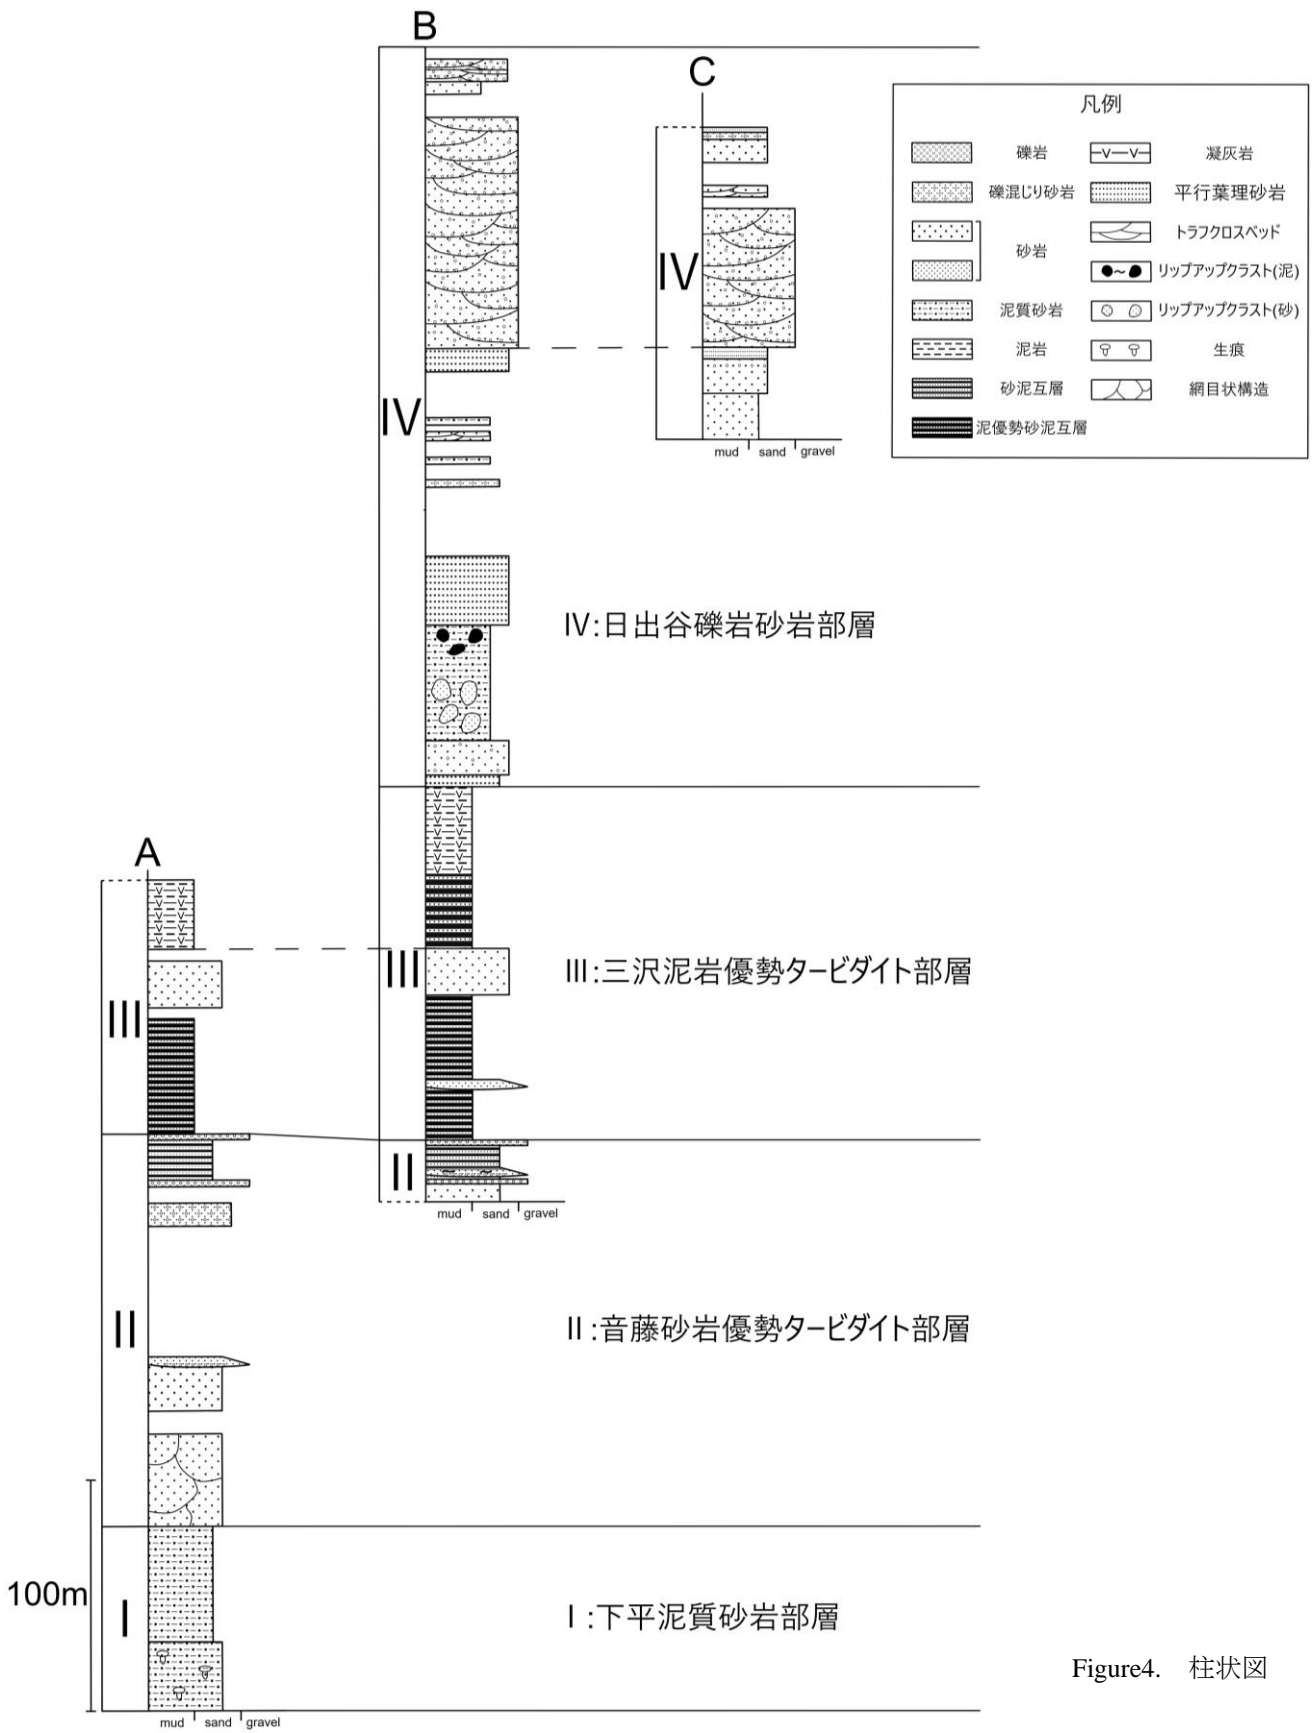 B
C
IV
IV
mud sand gravel
凡例
礫岩
凝灰岩
礫混じり砂岩
平行葉理砂岩
砂岩
トラフクロスベッド
リップアップクラスト(泥)
泥質砂岩
リップアップクラスト(砂)
泥岩
生痕
砂泥互層
網目状構造
泥優勢砂泥互層
IV:日出谷礫岩砂岩部層
A
III
III
III:三沢泥岩優勢タービダイト部層
II
mud sand gravel
II
II:音藤砂岩優勢タービダイト部層
100m
I
I:下平泥質砂岩部層
mud sand gravel
Figure4. 柱状図